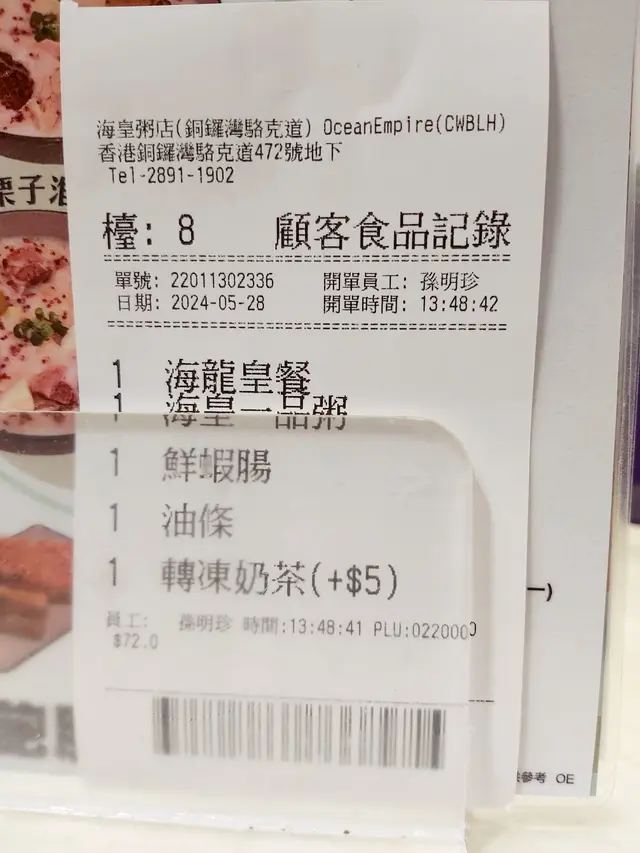 海皇粥店(銅鑼灣駱克道) OceanEmpire(CWBLH)
香港銅鑼灣駱克道472號地下
Tel-2891-1902
檯: 8 顧客食品記錄
單號: 22011302336 開單員工: 孫明珍
日期: 2024-05-28 開單時間: 13:48:42
1 海龍皇餐
1 海皇一品粥
1 鮮蝦腸
1 油條
1 轉凍奶茶(+$5)
員工: 孫明珍 時間:13:48:41 PLU:0220000
$72.0
栗子
參考 OE